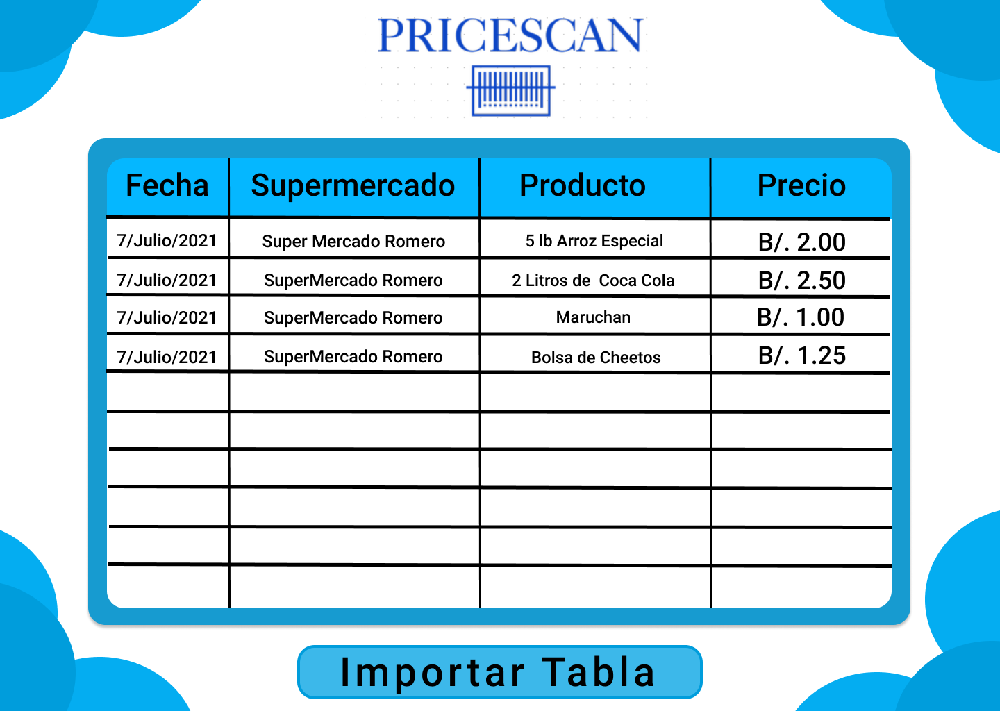 PRICESCAN
Fecha Supermercado Producto Precio
7/Julio/2021 Super Mercado Romero 5 lb Arroz Especial B/. 2.00
7/Julio/2021 SuperMercado Romero 2 Litros de  Coca Cola B/. 2.50
7/Julio/2021 SuperMercado Romero Maruchan B/. 1.00
7/Julio/2021 SuperMercado Romero Bolsa de Cheetos B/. 1.25
Importar Tabla